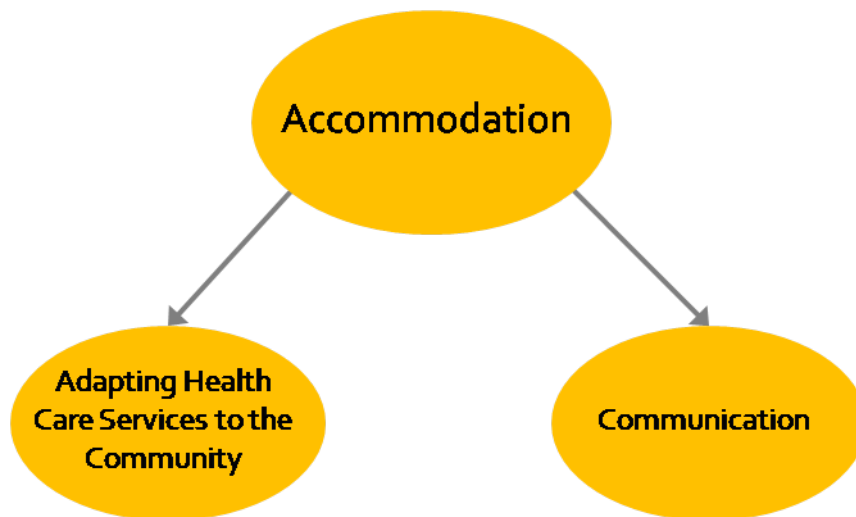 Accommodation
Adapting Health
Care Services to the
Community
Communication